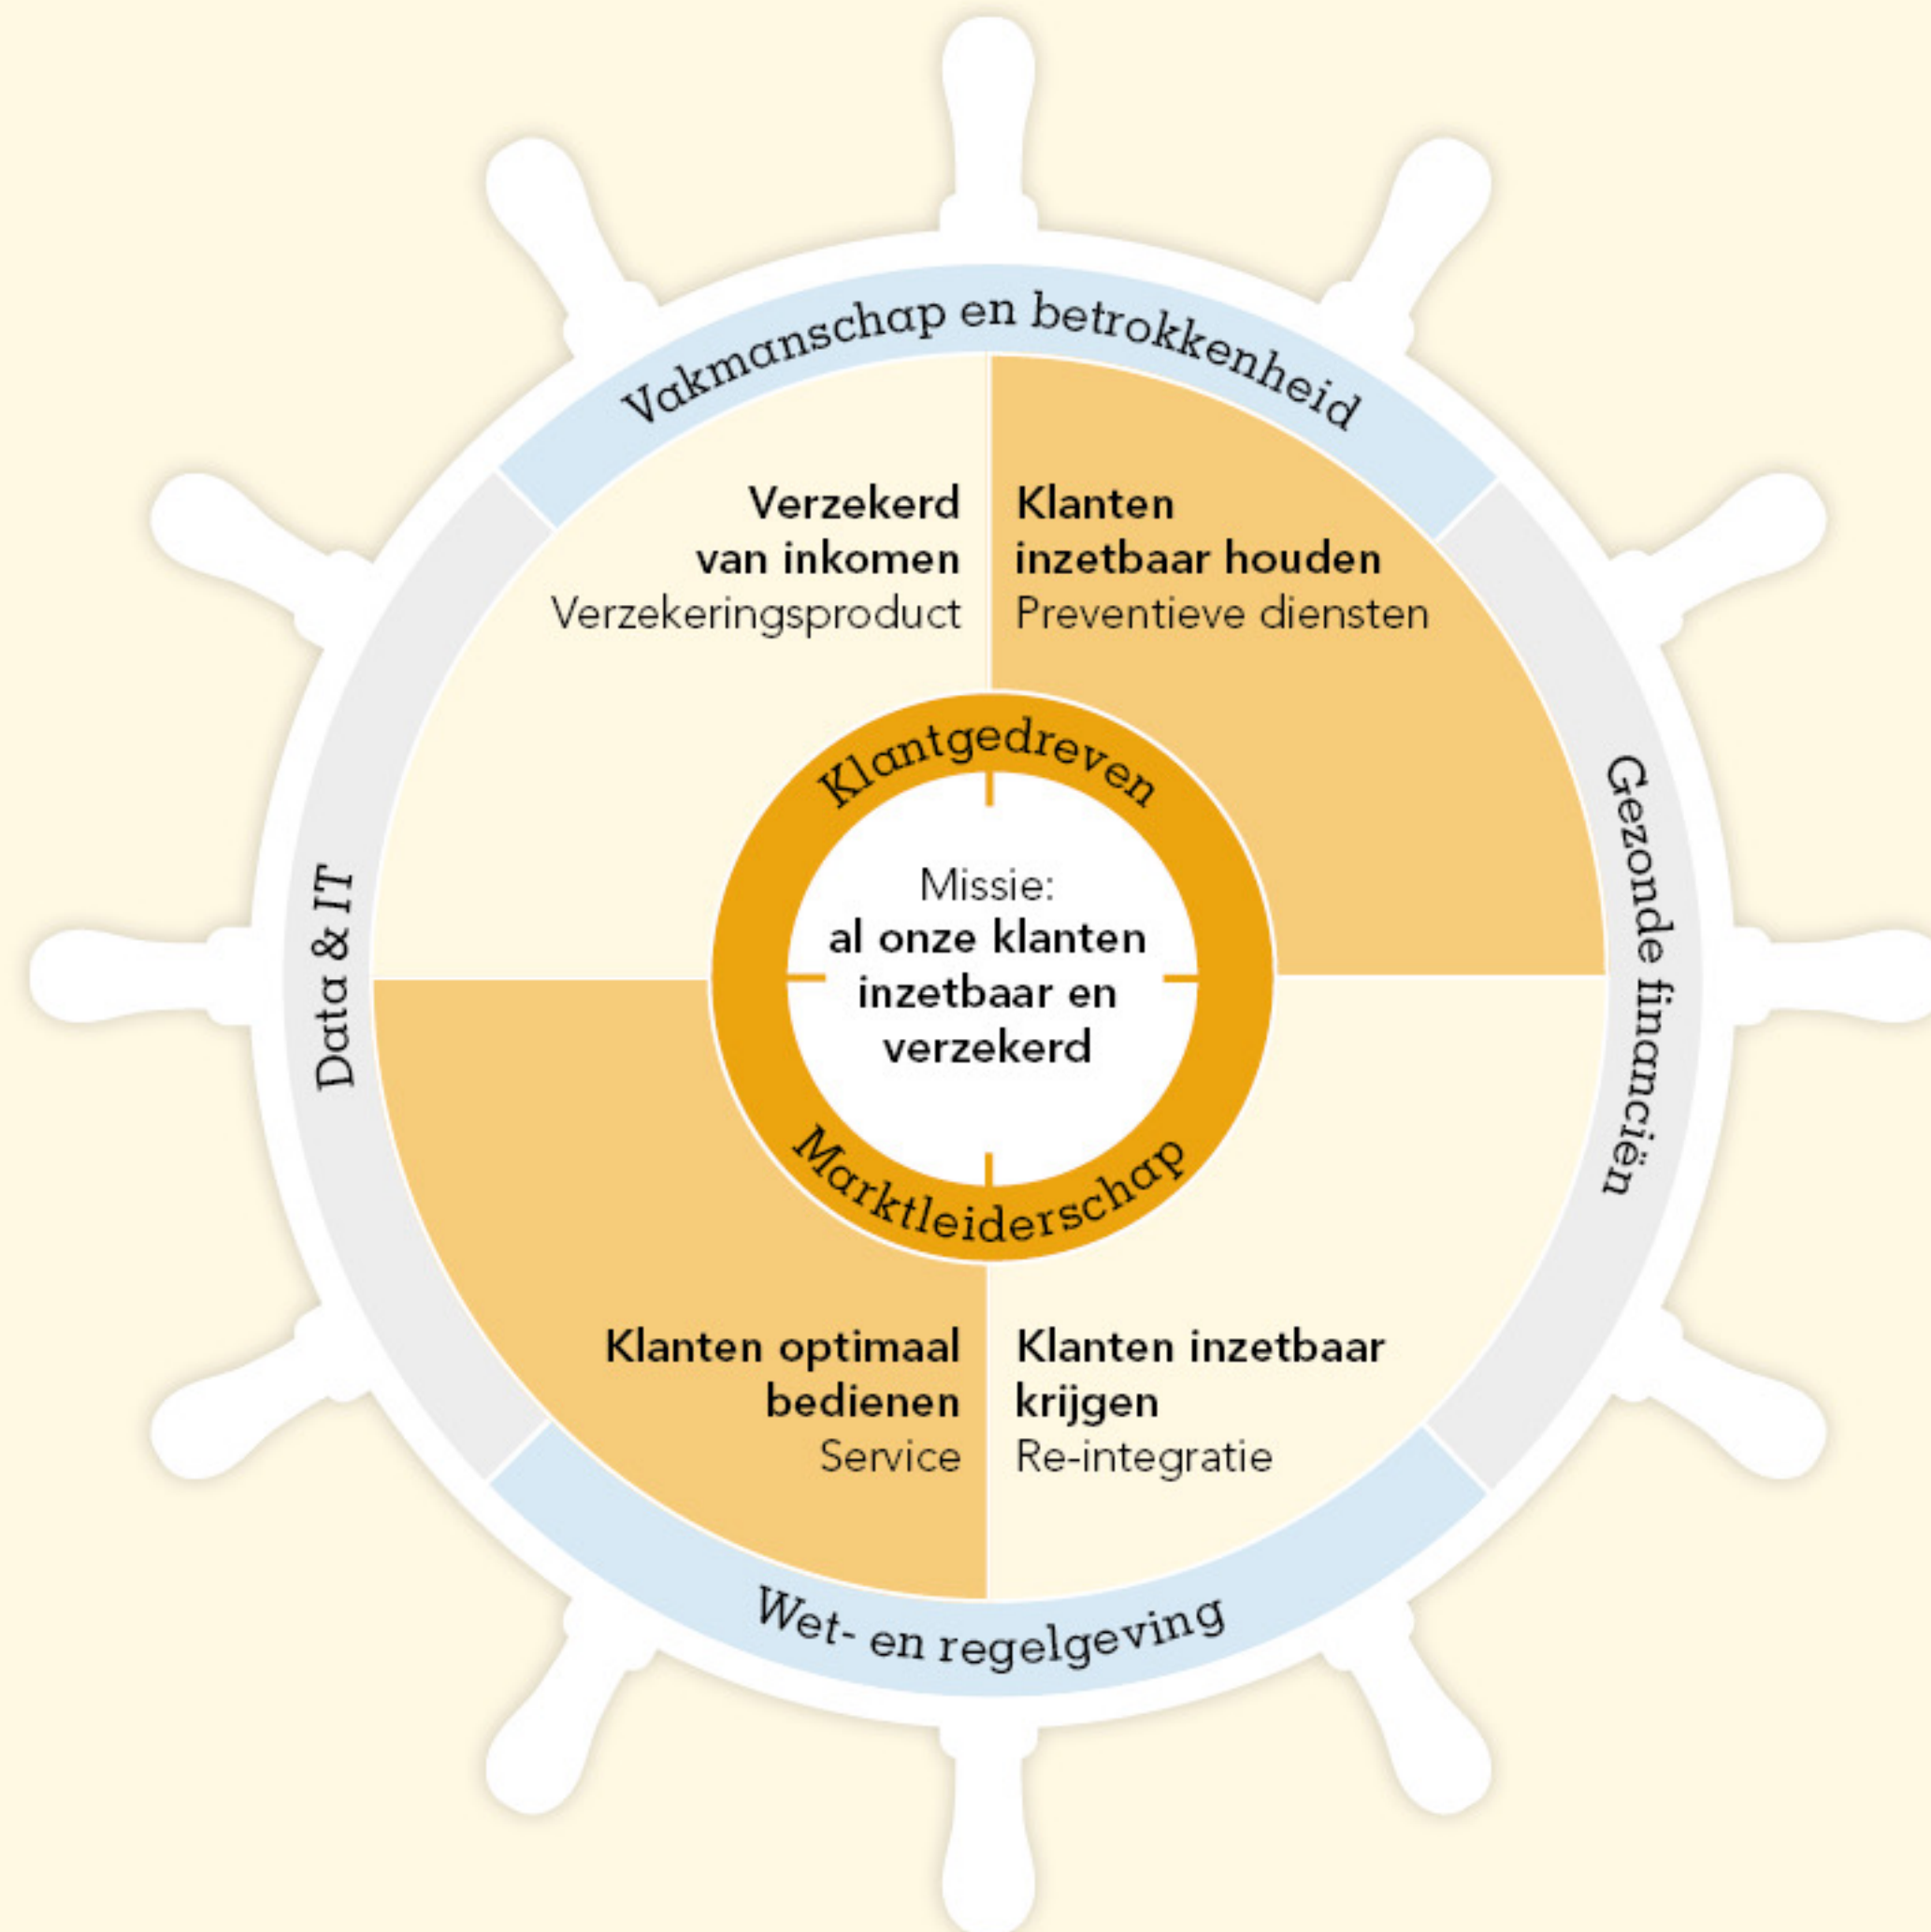 Vakmanschap en betrokkenheid
Verzekerd
van inkomen
Verzekeringsproduct
Klanten
inzetbaar houden
Preventieve diensten
Data & IT
Gezonde financiën
Klantgedreven
Missie:
al onze klanten
inzetbaar en
verzekerd
Marktleiderschap
Klanten optimaal
bedienen
Service
Klanten inzetbaar
krijgen
Re-integratie
Wet- en regelgeving